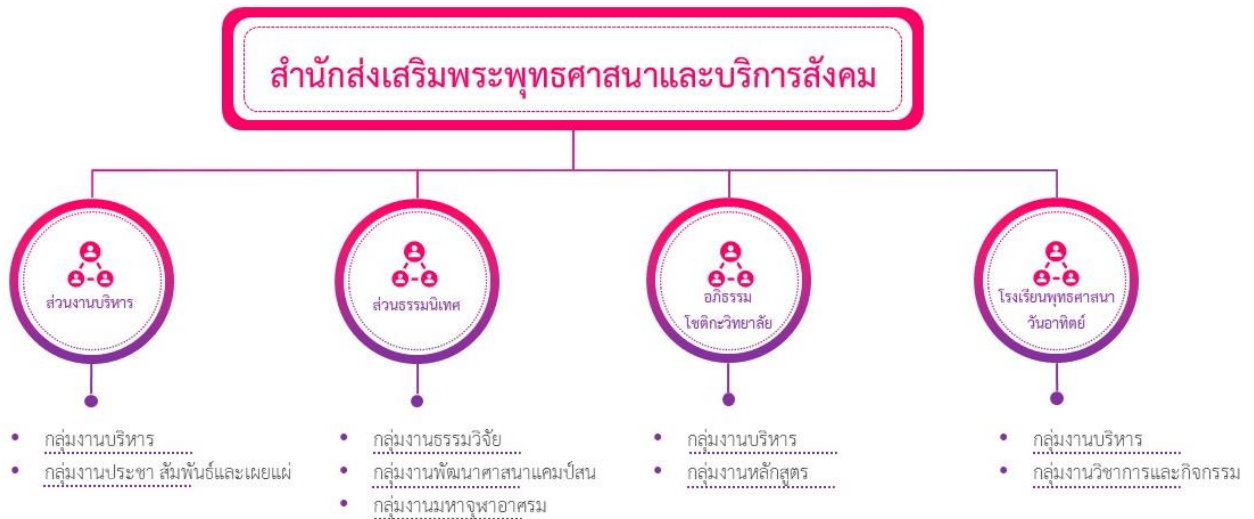 สำนักส่งเสริมพระพุทธศาสนาและบริการสังคม
ส่วนงานบริหาร
ส่วนธรรมนิเทศ
อภิธรรม
โชติกะวิทยาลัย
โรงเรียนพุทธศาสนา
วันอาทิตย์
กลุ่มงานบริหาร
กลุ่มงานประชา สัมพันธ์และเผยแผ่
กลุ่มงานธรรมวิจัย
กลุ่มงานพัฒนาศาสนาแคมป์สน
กลุ่มงานมหาจุฬาอาศรม
กลุ่มงานบริหาร
กลุ่มงานหลักสูตร
กลุ่มงานบริหาร
กลุ่มงานวิชาการและกิจกรรม